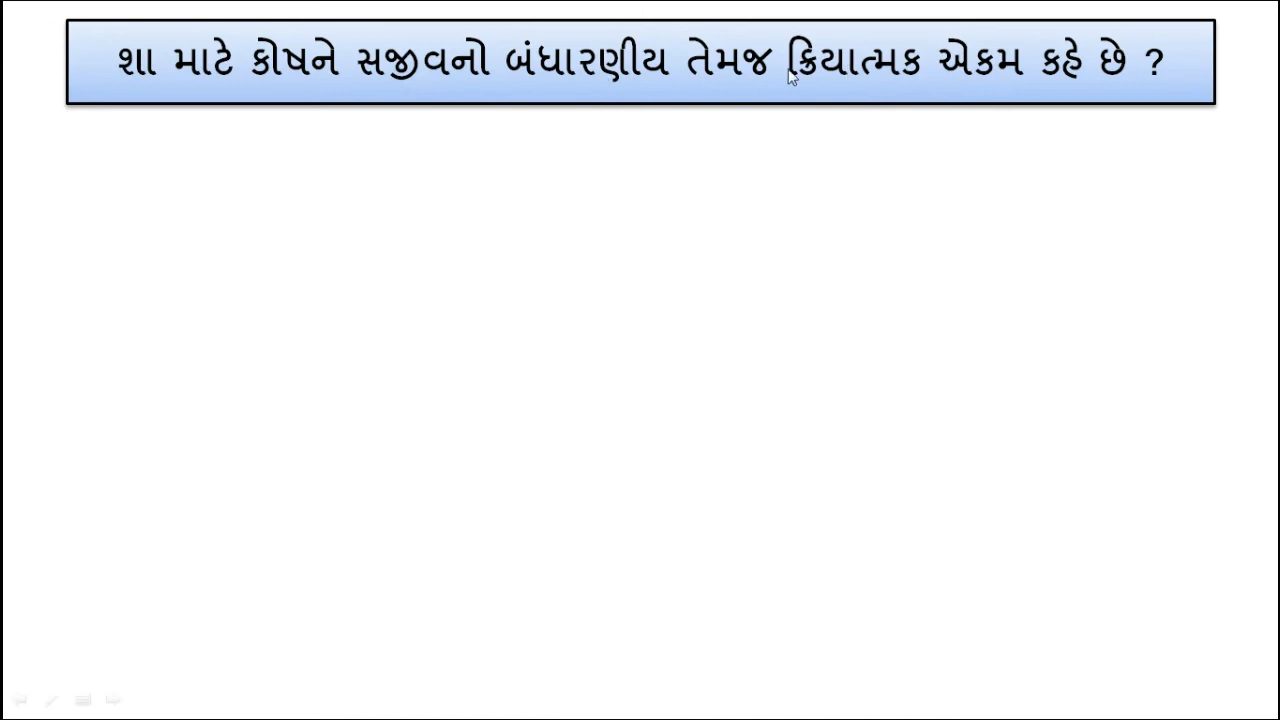 શા માટે કોષને સજીવનો બંધારણીય તેમજ ક્રિયાત્મક એકમ કહે છે ?